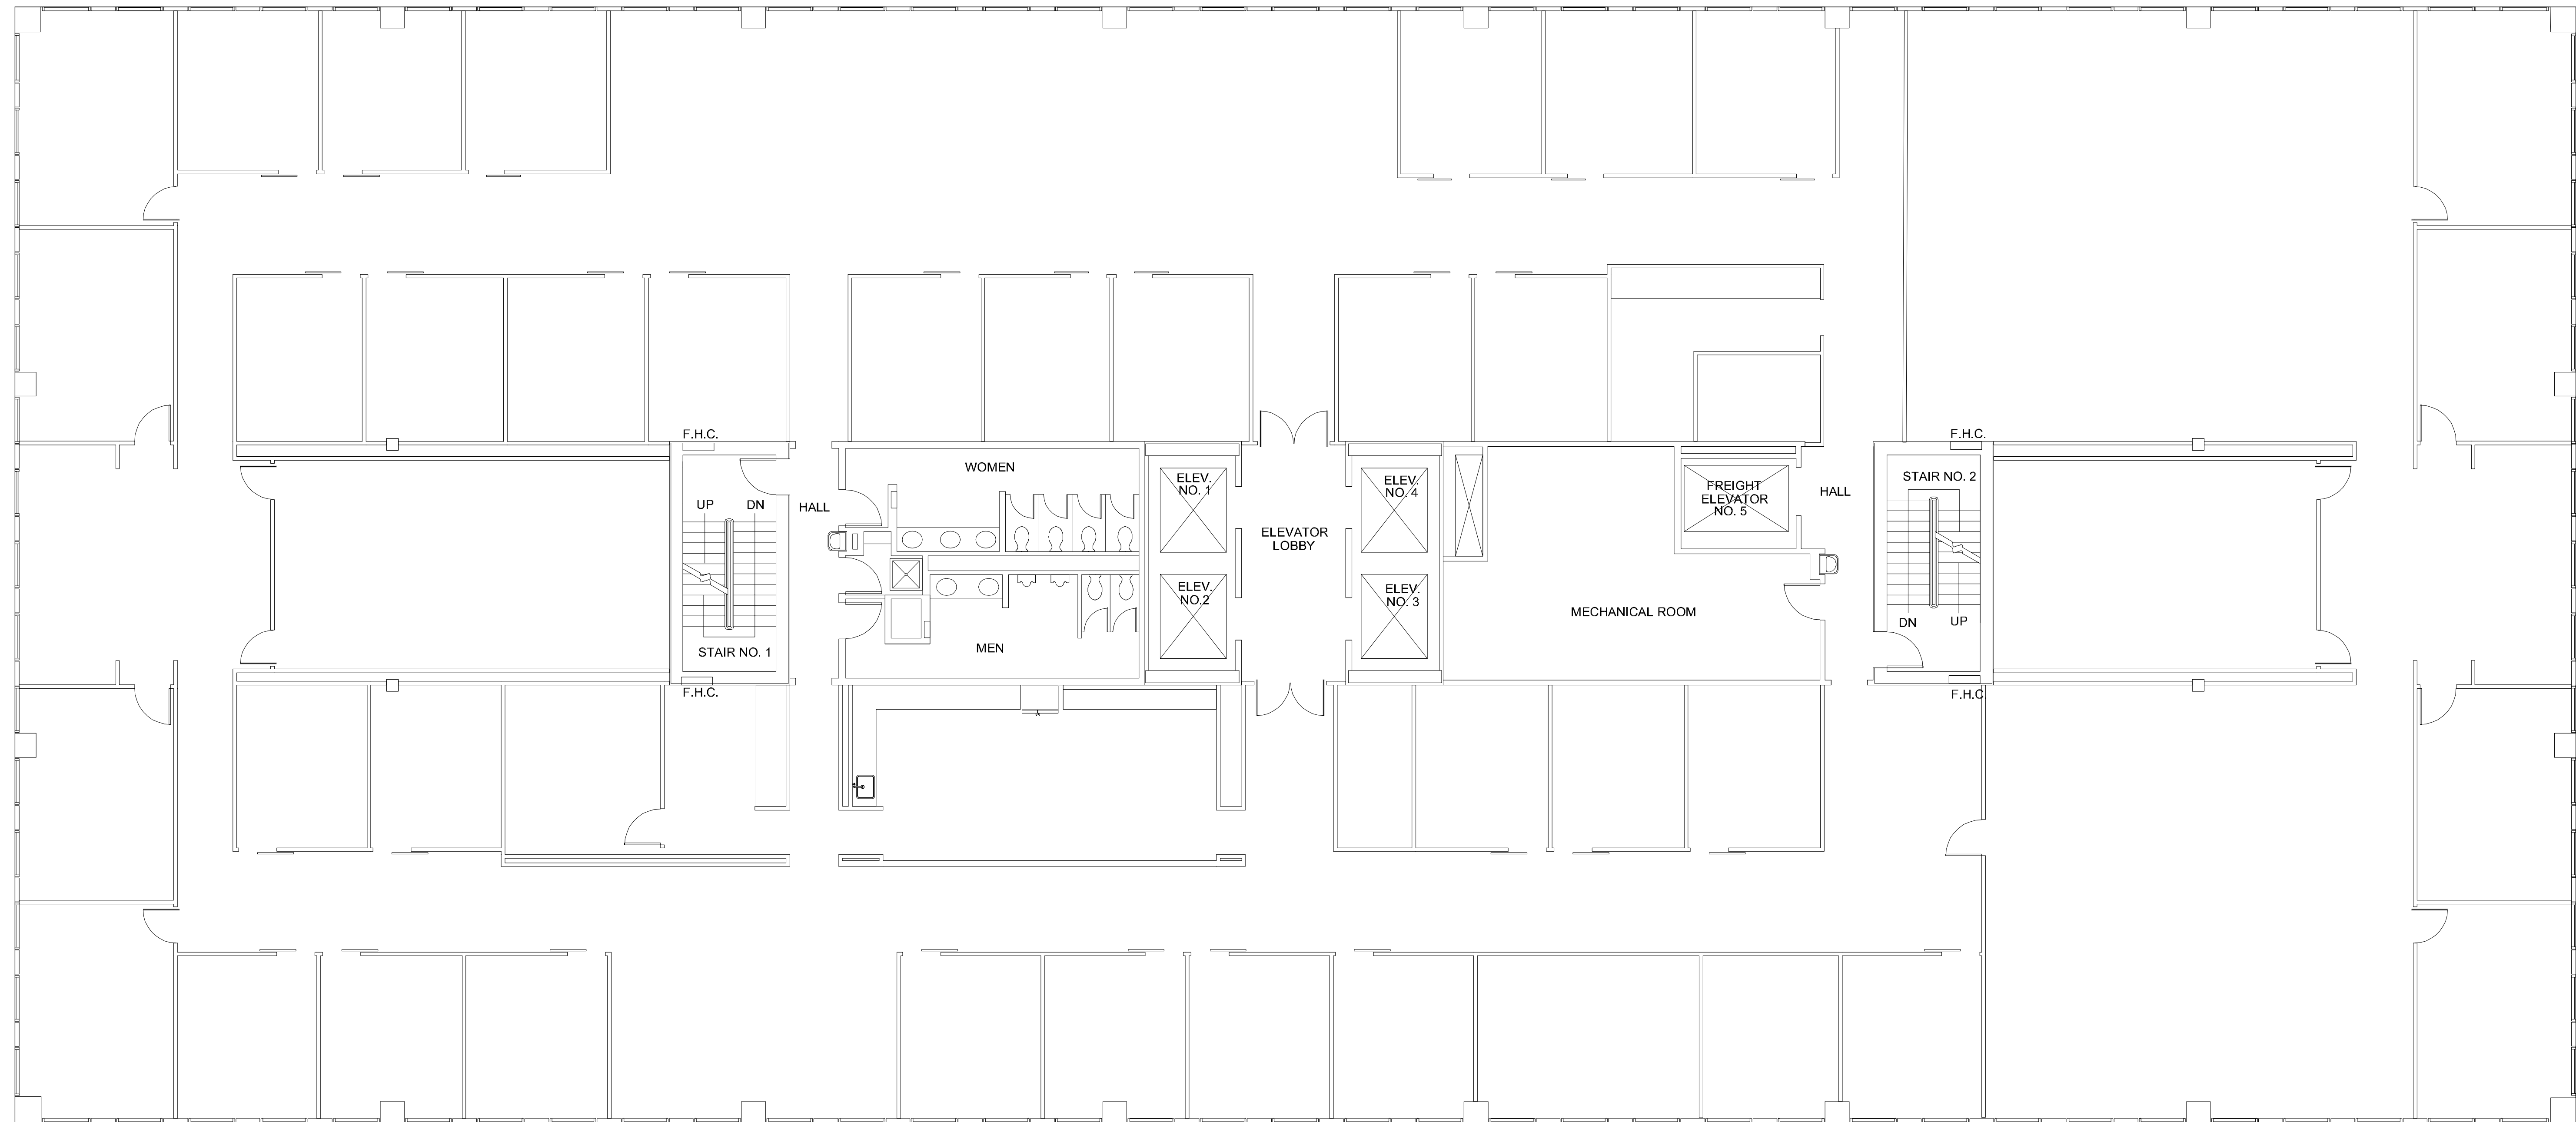 F.H.C.
F.H.C.
WOMEN
ELEV.
NO. 1
ELEV.
NO. 4
FREIGHT
ELEVATOR
NO. 5
HALL
STAIR NO. 2
UP
DN
HALL
ELEVATOR
LOBBY
ELEV.
NO.2
ELEV.
NO. 3
MECHANICAL ROOM
DN
UP
STAIR NO. 1
MEN
F.H.C.
F.H.C.